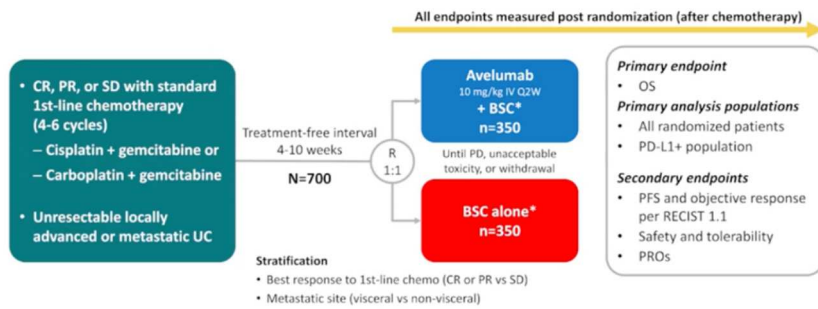 All endpoints measured post randomization (after chemotherapy)
• CR, PR, or SD with standard
1st-line chemotherapy
(4-6 cycles)
– Cisplatin + gemcitabine or
– Carboplatin + gemcitabine
• Unresectable locally
advanced or metastatic UC
Treatment-free interval
4-10 weeks
N=700
R
1:1
Avelumab
10 mg/kg IV Q2W
+ BSC*
n=350
Until PD, unacceptable
toxicity, or withdrawal
BSC alone*
n=350
Stratification
• Best response to 1st-line chemo (CR or PR vs SD)
• Metastatic site (visceral vs non-visceral)
Primary endpoint
• OS
Primary analysis populations
• All randomized patients
• PD-L1+ population
Secondary endpoints
• PFS and objective response
per RECIST 1.1
• Safety and tolerability
• PROs